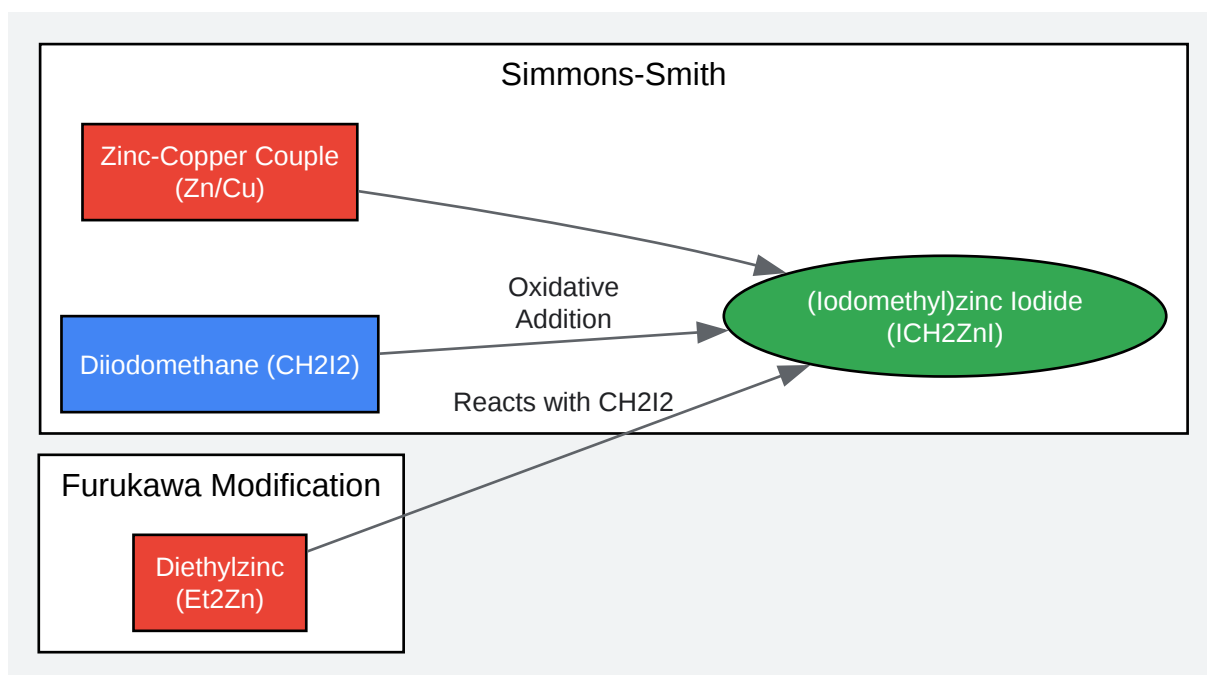 Simmons-Smith
Zinc-Copper Couple
(Zn/Cu)
Oxidative
Addition
(Iodomethyl)zinc Iodide
(ICH2ZnI)
Diiodomethane (CH2I2)
Reacts with CH2I2
Furukawa Modification
Diethylzinc
(Et2Zn)